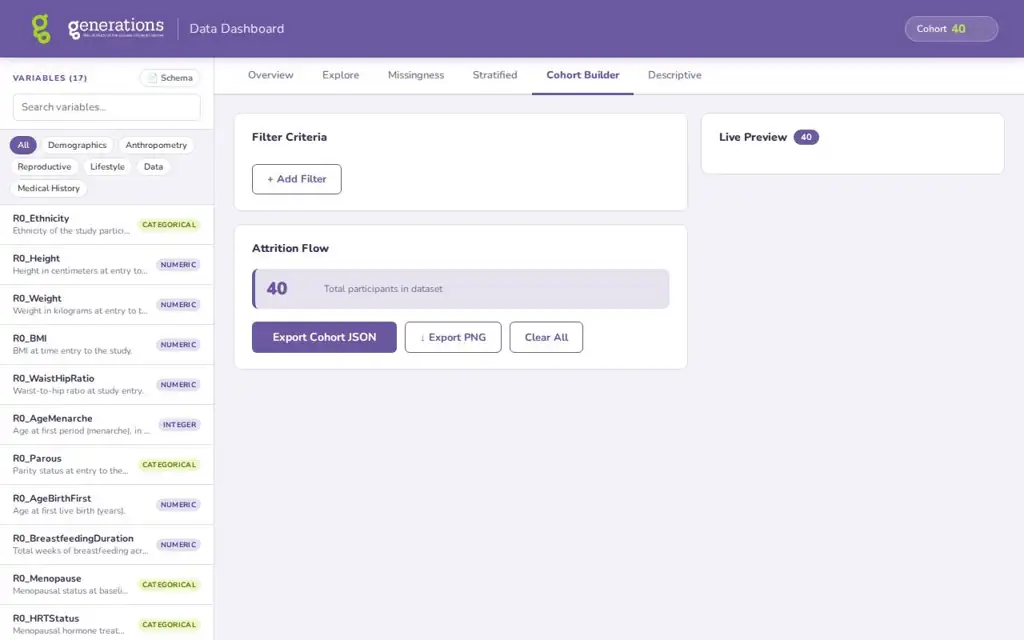 generations
Data Dashboard
Cohort 40
VARIABLES (17)
Schema
Search variables...
All
Demographics
Anthropometry
Reproductive
Lifestyle
Data
Medical History
R0_Ethnicity
Ethnicity of the study partici...
CATEGORICAL
R0_Height
Height in centimeters at entry to...
NUMERIC
R0_Weight
Weight in kilograms at entry to t...
NUMERIC
R0_BMI
BMI at time entry to the study.
NUMERIC
R0_WaistHipRatio
Waist-to-hip ratio at study entry.
NUMERIC
R0_AgeMenarche
Age at first period (menarche), in ...
INTEGER
R0_Parous
Parity status at entry to the...
CATEGORICAL
R0_AgeBirthFirst
Age at first live birth (years).
NUMERIC
R0_BreastfeedingDuration
Total weeks of breastfeeding acr...
NUMERIC
R0_Menopause
Menopausal status at baseli...
CATEGORICAL
R0_HRTStatus
Menopausal hormone treat...
CATEGORICAL
Overview
Explore
Missingness
Stratified
Cohort Builder
Descriptive
Filter Criteria
+ Add Filter
Attrition Flow
40
Total participants in dataset
Export Cohort JSON
↓ Export PNG
Clear All
Live Preview 40